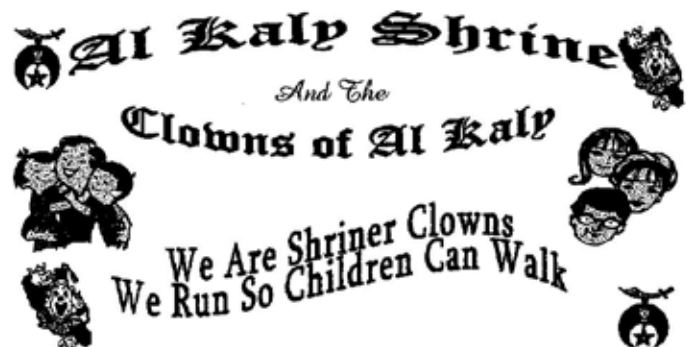 Al Kaly Shrine
And The
Clowns of Al Kaly
We Are Shriner Clowns
We Run So Children Can Walk